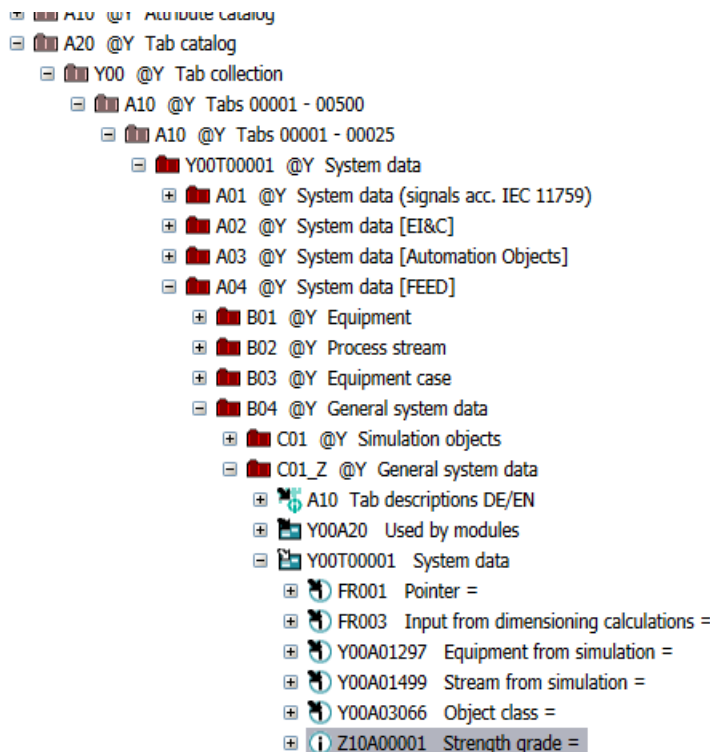 A10 @Y Attribute catalog
A20 @Y Tab catalog
Y00 @Y Tab collection
A10 @Y Tabs 00001 - 00500
A10 @Y Tabs 00001 - 00025
Y00T00001 @Y System data
A01 @Y System data (signals acc. IEC 11759)
A02 @Y System data [EI&C]
A03 @Y System data [Automation Objects]
A04 @Y System data [FEED]
B01 @Y Equipment
B02 @Y Process stream
B03 @Y Equipment case
B04 @Y General system data
C01 @Y Simulation objects
C01_Z @Y General system data
A10 Tab descriptions DE/EN
Y00A20 Used by modules
Y00T00001 System data
FR001 Pointer =
FR003 Input from dimensioning calculations =
Y00A01297 Equipment from simulation =
Y00A01499 Stream from simulation =
Y00A03066 Object class =
Z10A00001 Strength grade =